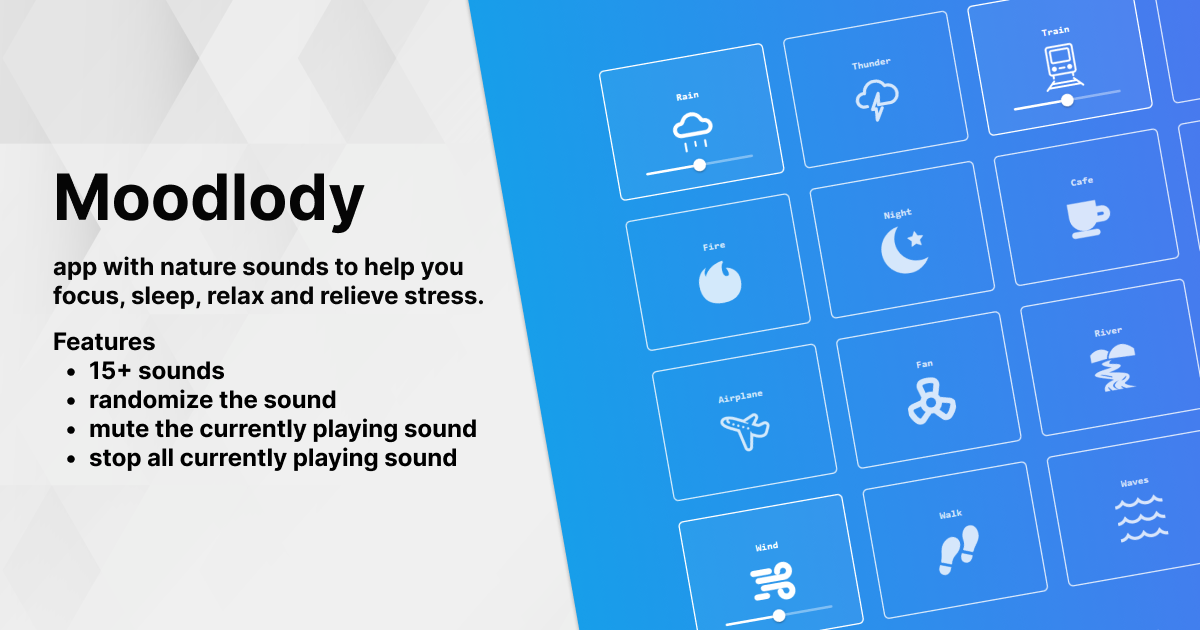 Moodlody
app with nature sounds to help you
focus, sleep, relax and relieve stress.
Features
• 15+ sounds
• randomize the sound
• mute the currently playing sound
• stop all currently playing sound
Rain
Thunder
Train
Fire
Night
Cafe
Airplane
Fan
River
Wind
Walk
Waves